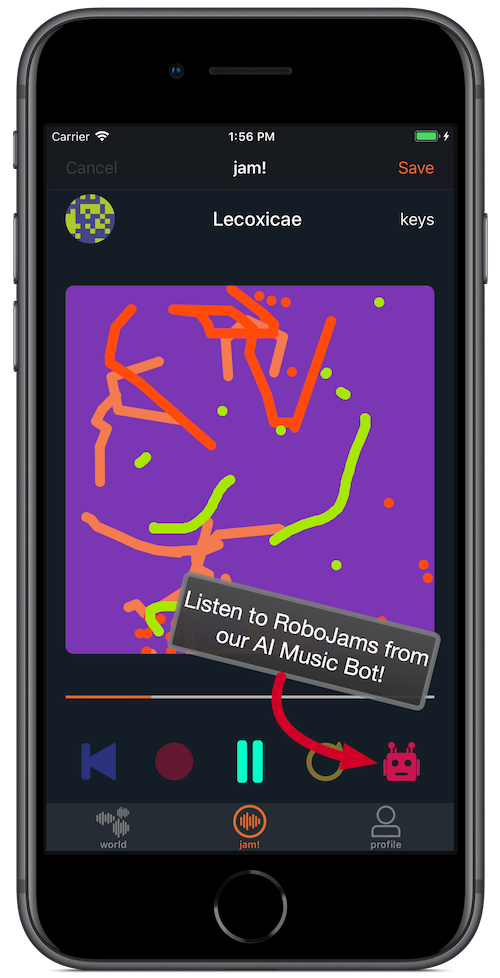 Carrier 1:56 PM
Cancel jam! Save
Lecoxicae keys
Listen to RoboJams from
our AI Music Bot!
world jam! profile